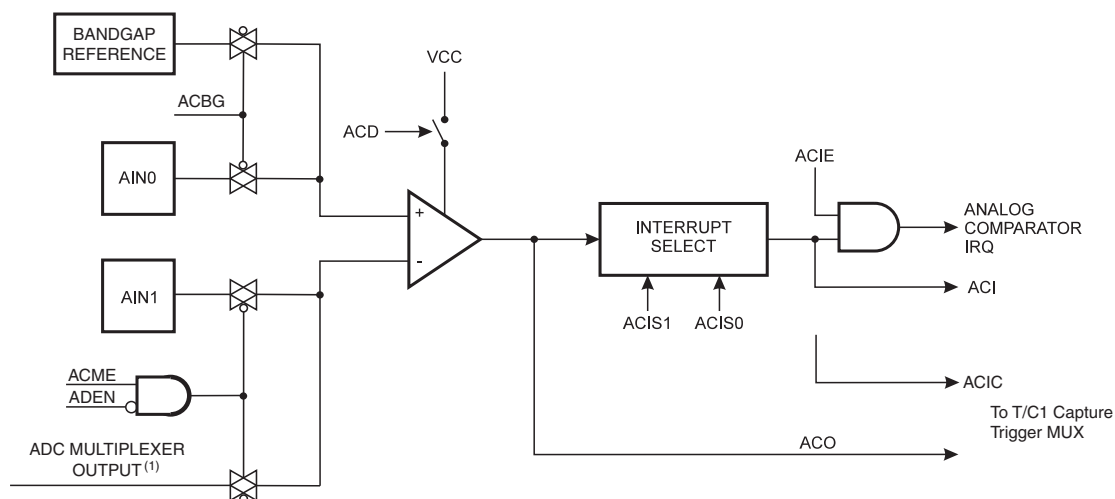 BANDGAP
REFERENCE
VCC
ACBG
ACD
ACIE
AIN0
+
INTERRUPT
SELECT
ANALOG
COMPARATOR
IRQ
-
AIN1
ACI
ACIS1
ACIS0
ACME
ADEN
ACIC
To T/C1 Capture
Trigger MUX
ACO
ADC MULTIPLEXER
OUTPUT (1)